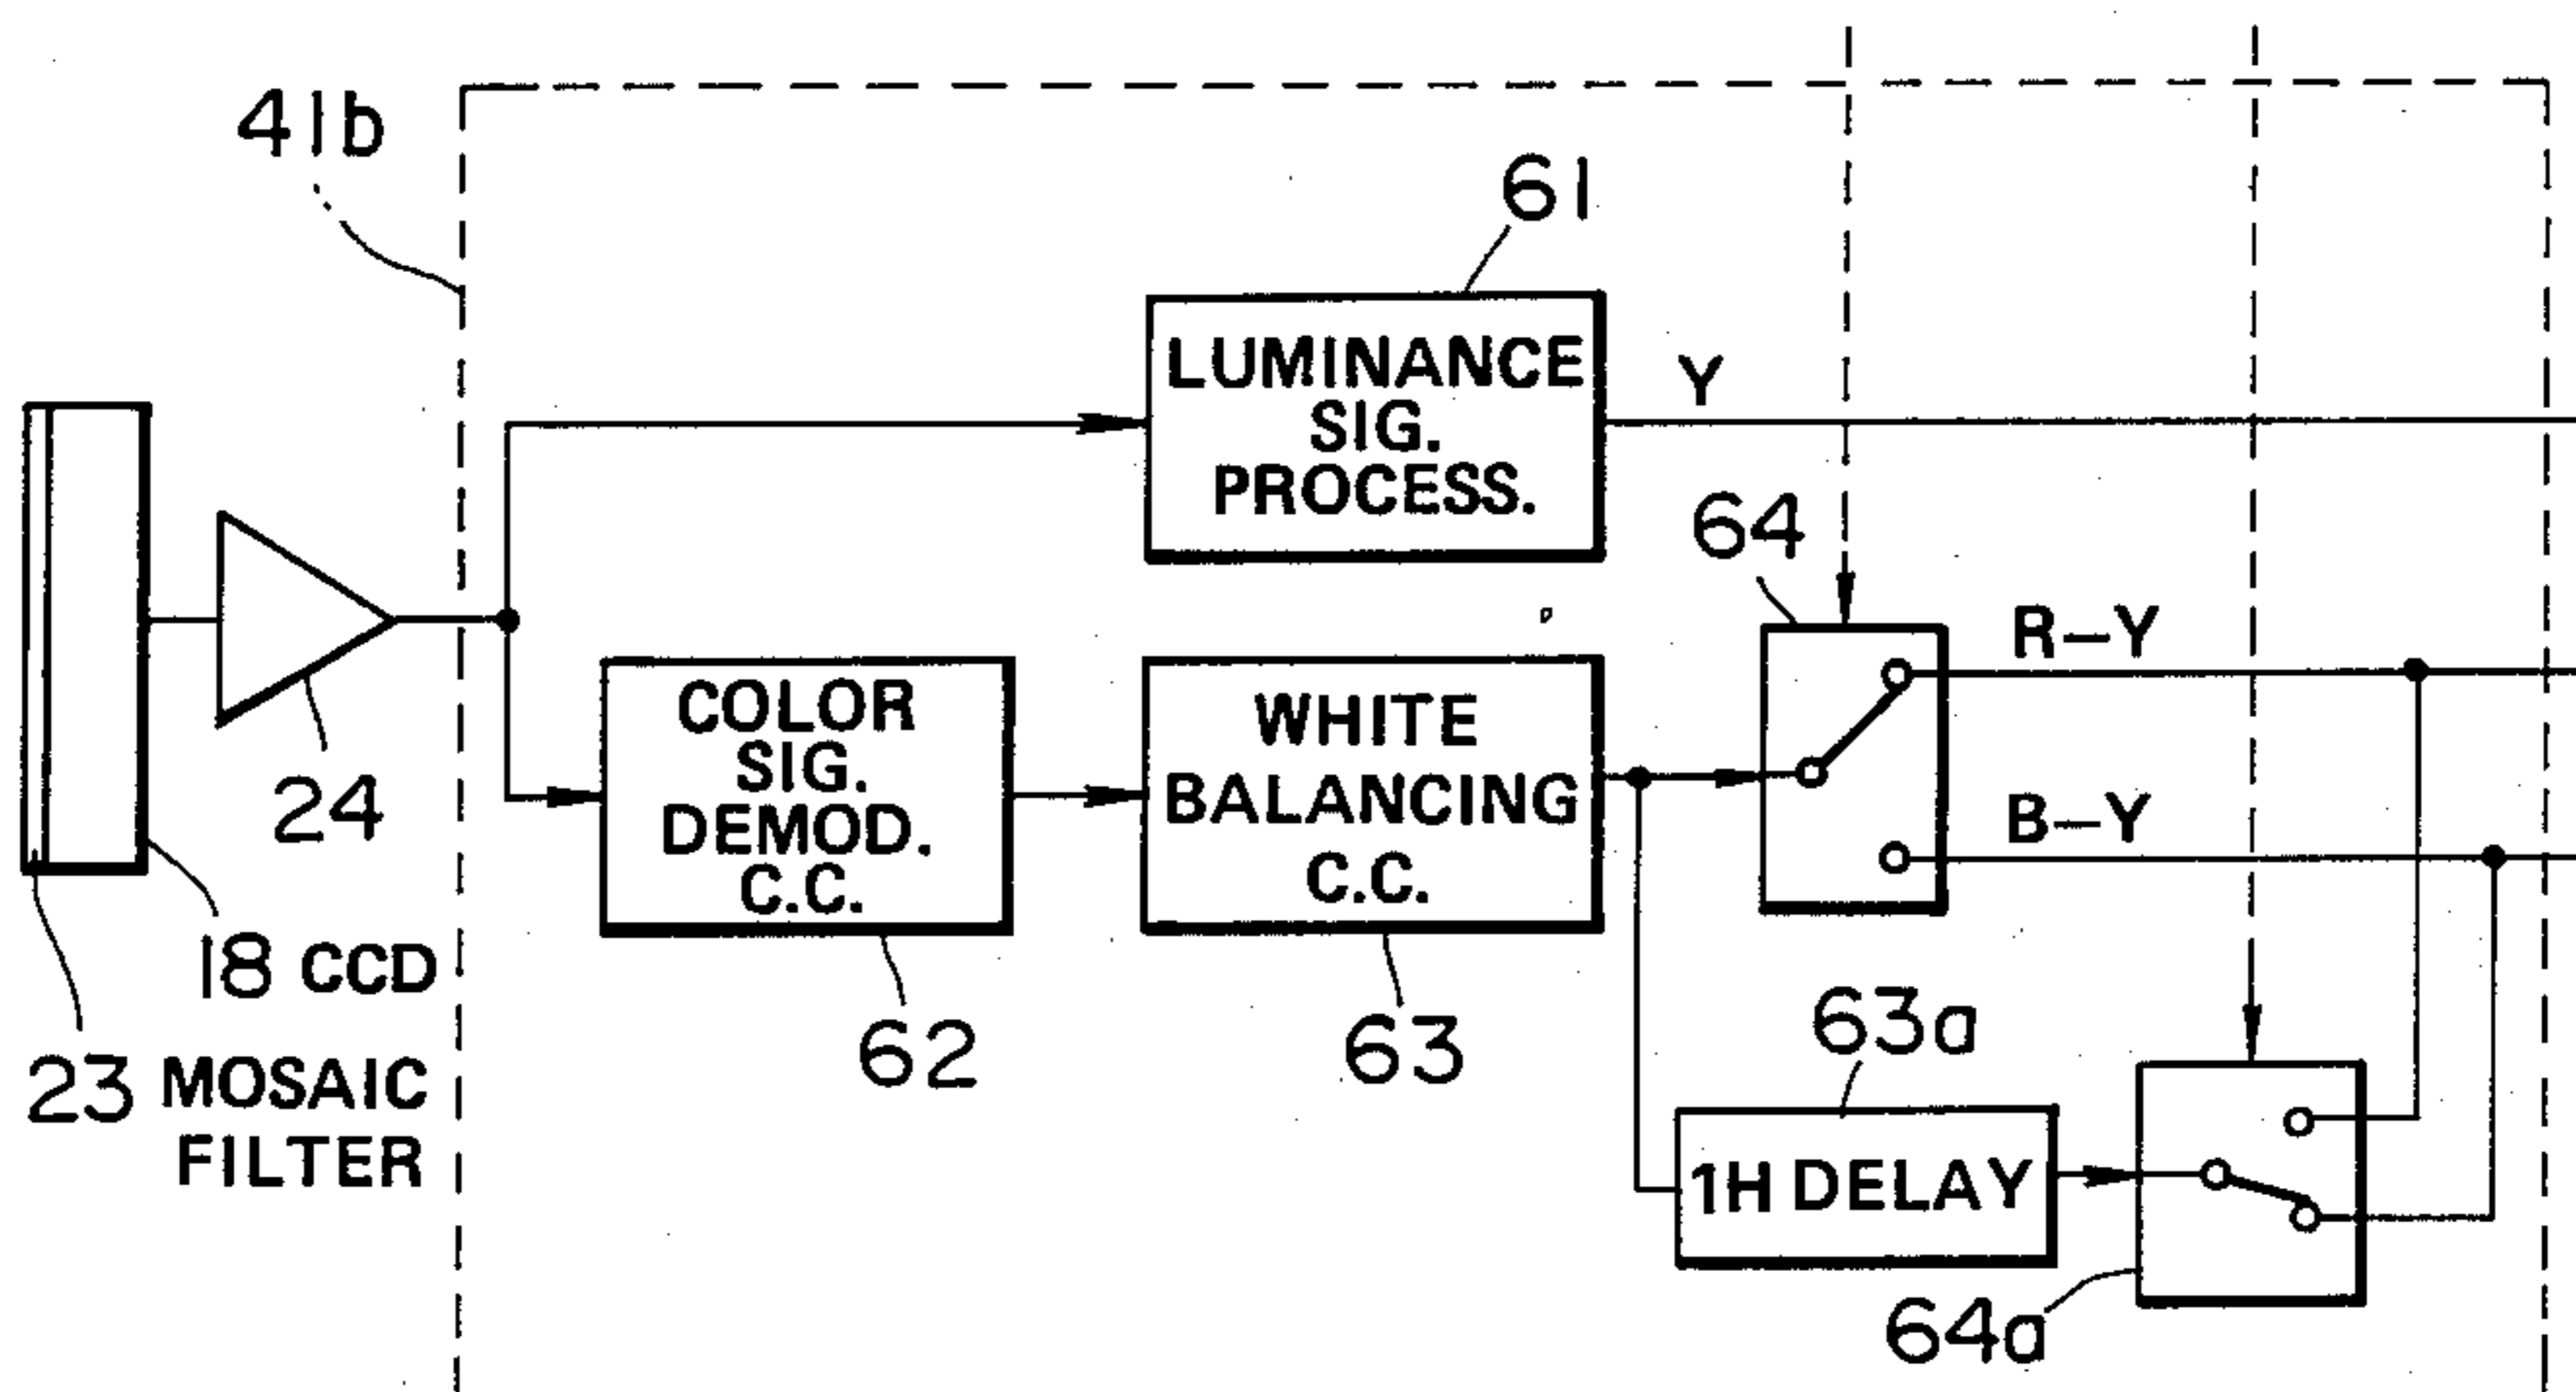 41b
61
LUMINANCE
SIG.
PROCESS.
Y
64
R–Y
B–Y
24
COLOR
SIG.
DEMOD.
C.C.
WHITE
BALANCING
C.C.
18 CCD
23 MOSAIC
FILTER
62
63
63a
1H DELAY
64a